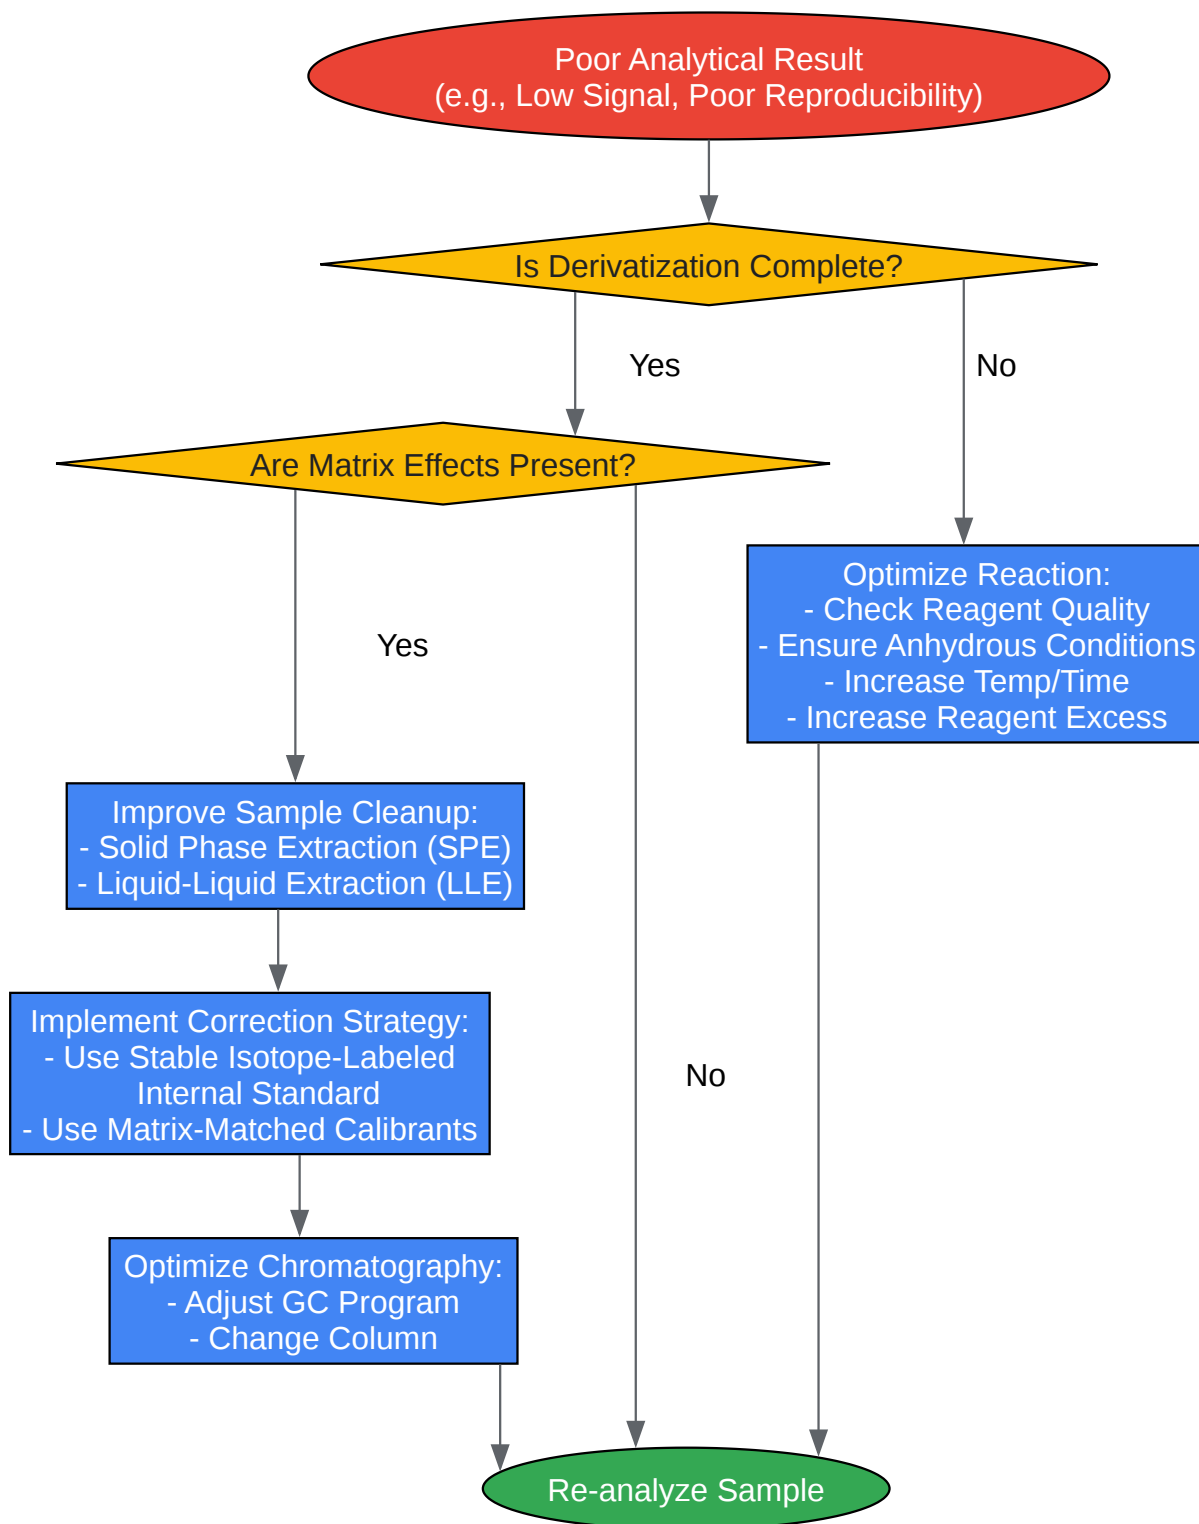 Poor Analytical Result
(e.g., Low Signal, Poor Reproducibility)
Is Derivatization Complete?
Yes
No
Are Matrix Effects Present?
Optimize Reaction:
- Check Reagent Quality
- Ensure Anhydrous Conditions
- Increase Temp/Time
- Increase Reagent Excess
Yes
Improve Sample Cleanup:
- Solid Phase Extraction (SPE)
- Liquid-Liquid Extraction (LLE)
Implement Correction Strategy:
- Use Stable Isotope-Labeled
Internal Standard
- Use Matrix-Matched Calibrants
No
Optimize Chromatography:
- Adjust GC Program
- Change Column
Re-analyze Sample